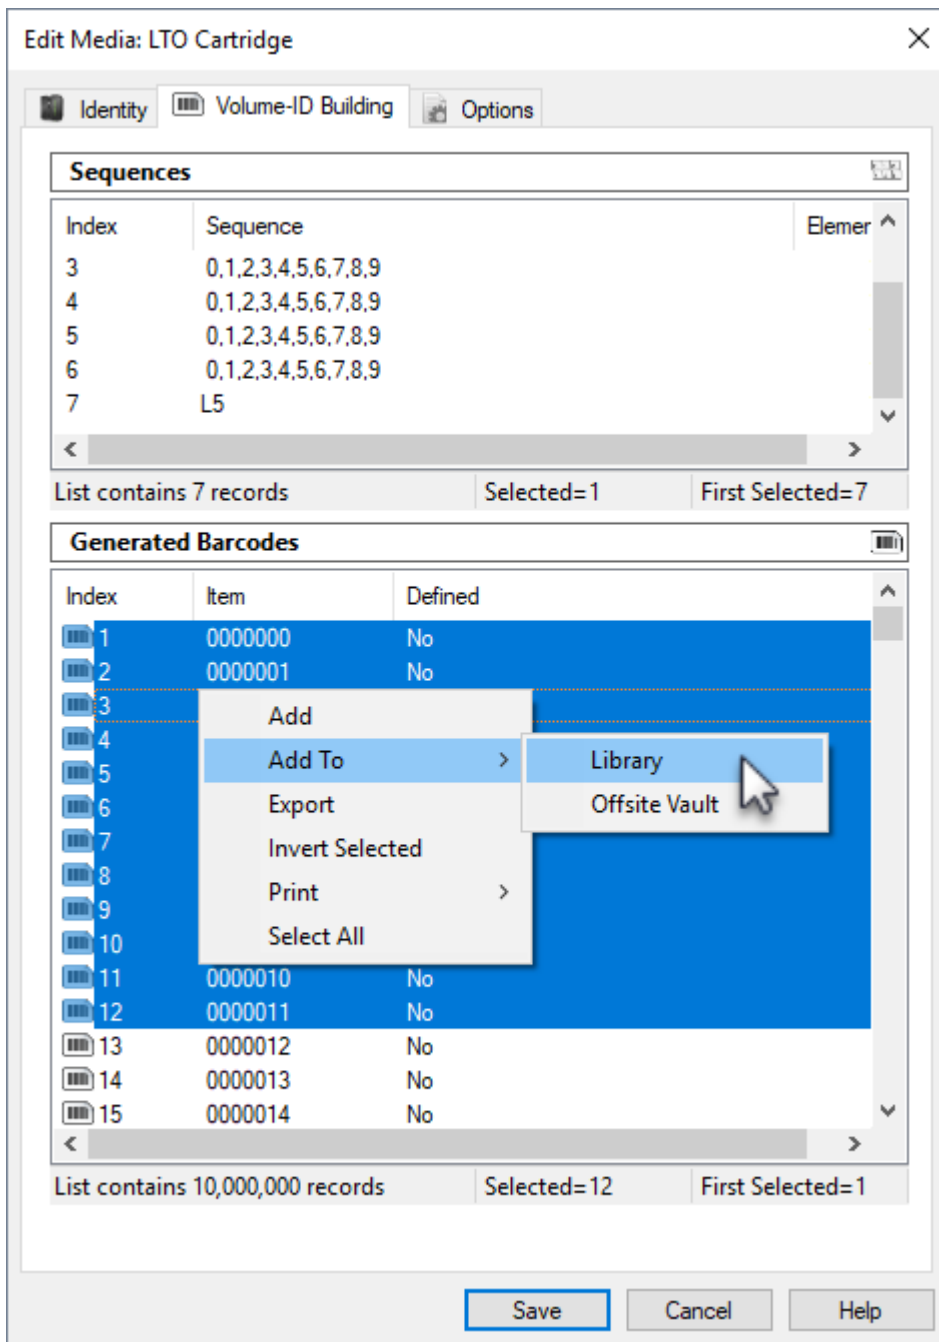 Edit Media: LTO Cartridge
Identity Volume-ID Building Options
Sequences
Index Sequence Elemer
3 0,1,2,3,4,5,6,7,8,9
4 0,1,2,3,4,5,6,7,8,9
5 0,1,2,3,4,5,6,7,8,9
6 0,1,2,3,4,5,6,7,8,9
7 L5
List contains 7 records Selected=1 First Selected=7
Generated Barcodes
Index Item Defined
1 0000000 No
2 0000001 No
3
4
5
6
7
8
9
10
11 0000010 No
12 0000011 No
13 0000012 No
14 0000013 No
15 0000014 No
Add
Add To
Export
Invert Selected
Print
Select All
Library
Offsite Vault
List contains 10,000,000 records Selected=12 First Selected=1
Save Cancel Help